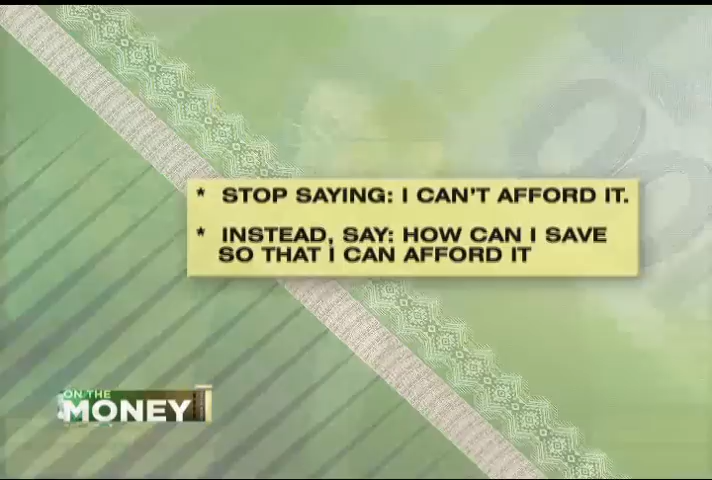 * STOP SAYING: I CAN'T AFFORD IT.
* INSTEAD, SAY: HOW CAN I SAVE
SO THAT I CAN AFFORD IT
ON THE
MONEY